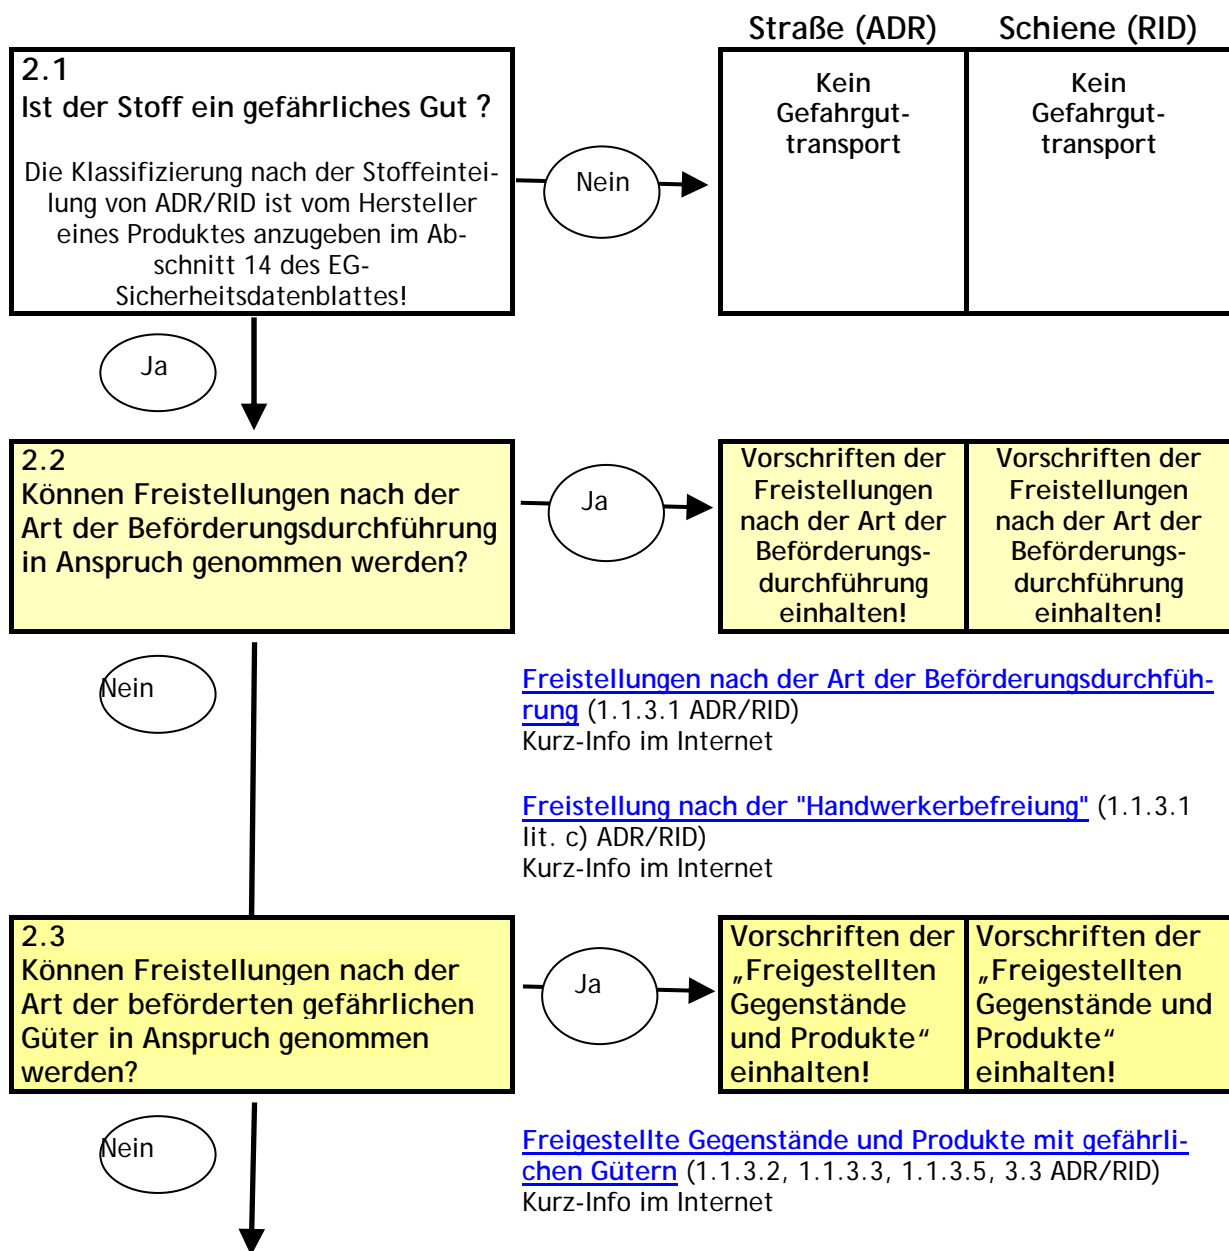 Straße (ADR)
Schiene (RID)
2.1
Ist der Stoff ein gefährliches Gut ?
Die Klassifizierung nach der Stoffeintei-
lung von ADR/RID ist vom Hersteller
eines Produktes anzugeben im Ab-
schnitt 14 des EG-
Sicherheitsdatenblattes!
Nein
Kein
Gefahrgut-
transport
Kein
Gefahrgut-
transport
Ja
2.2
Können Freistellungen nach der
Art der Beförderungsdurchführung
in Anspruch genommen werden?
Ja
Vorschriften der
Freistellungen
nach der Art der
Beförderungs-
durchführung
einhalten!
Vorschriften der
Freistellungen
nach der Art der
Beförderungs-
durchführung
einhalten!
Nein
Freistellungen nach der Art der Beförderungsdurchfüh-
rung (1.1.3.1 ADR/RID)
Kurz-Info im Internet
Freistellung nach der "Handwerkerbefreiung" (1.1.3.1
lit. c) ADR/RID)
Kurz-Info im Internet
2.3
Können Freistellungen nach der
Art der beförderten gefährlichen
Güter in Anspruch genommen
werden?
Ja
Vorschriften der
„Freigestellten
Gegenstände
und Produkte“
einhalten!
Vorschriften der
„Freigestellten
Gegenstände und
Produkte“
einhalten!
Nein
Freigestellte Gegenstände und Produkte mit gefährli-
chen Gütern (1.1.3.2, 1.1.3.3, 1.1.3.5, 3.3 ADR/RID)
Kurz-Info im Internet